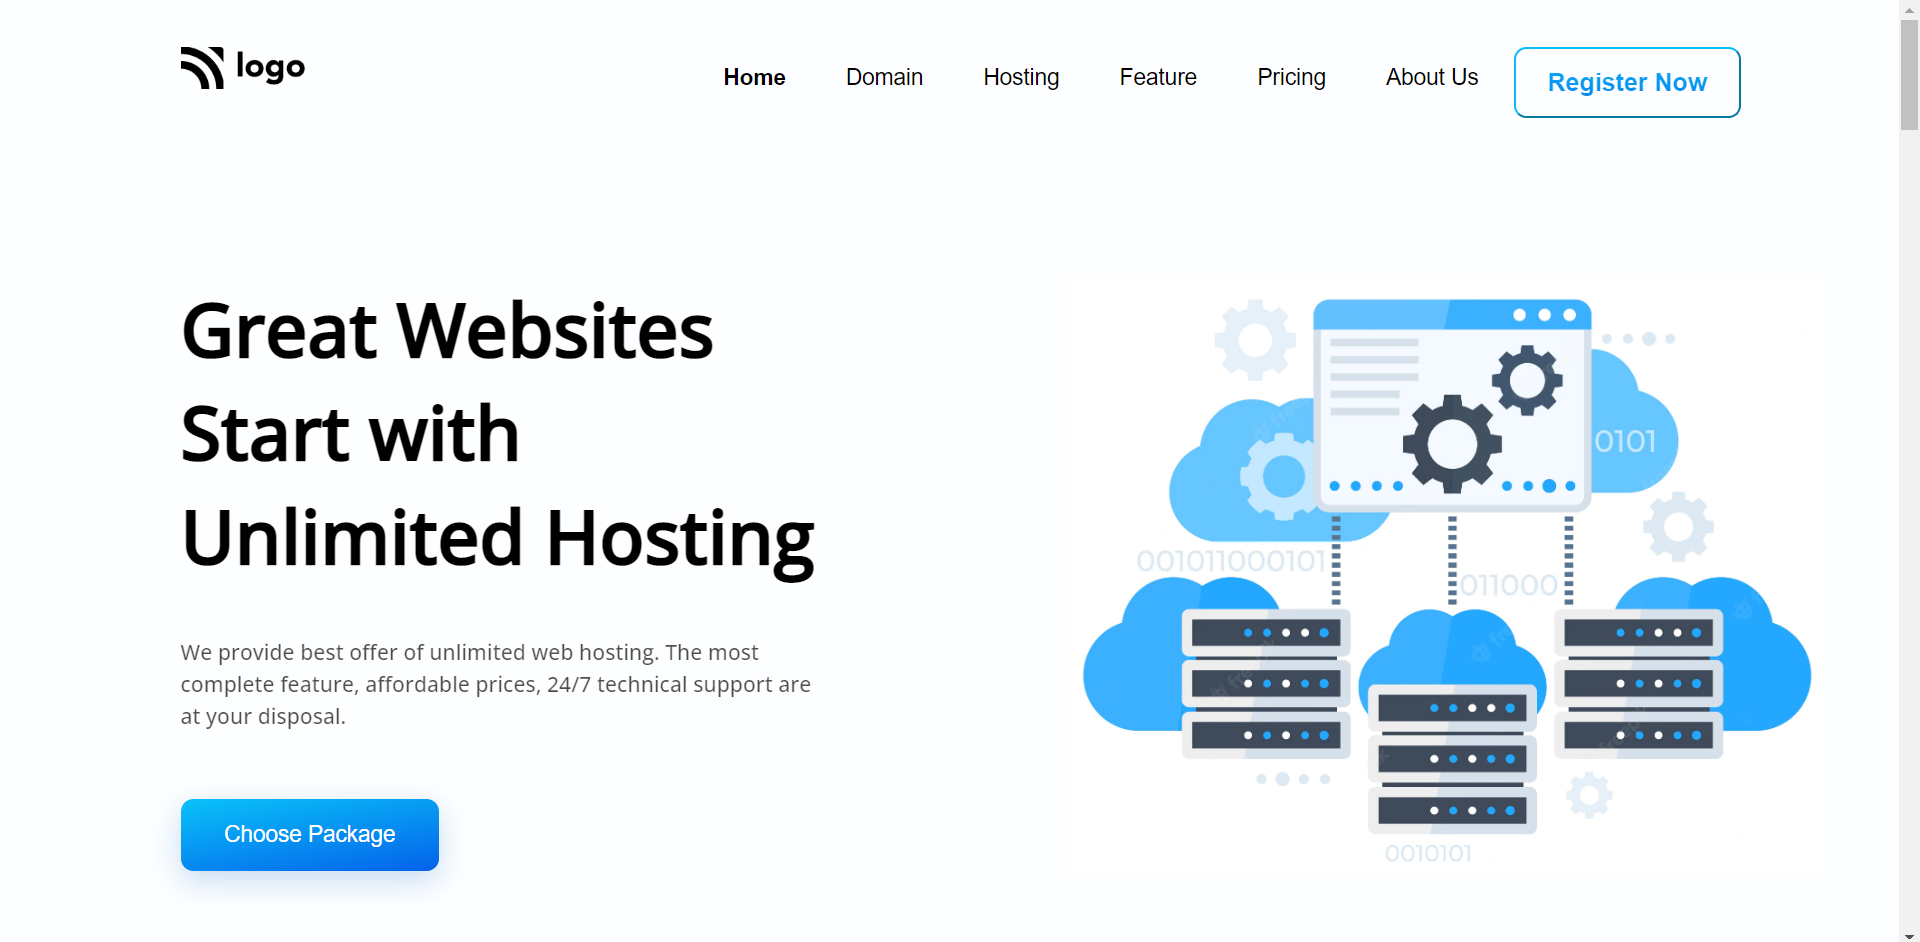 logo
Home Domain Hosting Feature Pricing About Us Register Now
Great Websites
Start with
Unlimited Hosting
We provide best offer of unlimited web hosting. The most
complete feature, affordable prices, 24/7 technical support are
at your disposal.
Choose Package
0101
001011000101
011000
0010101